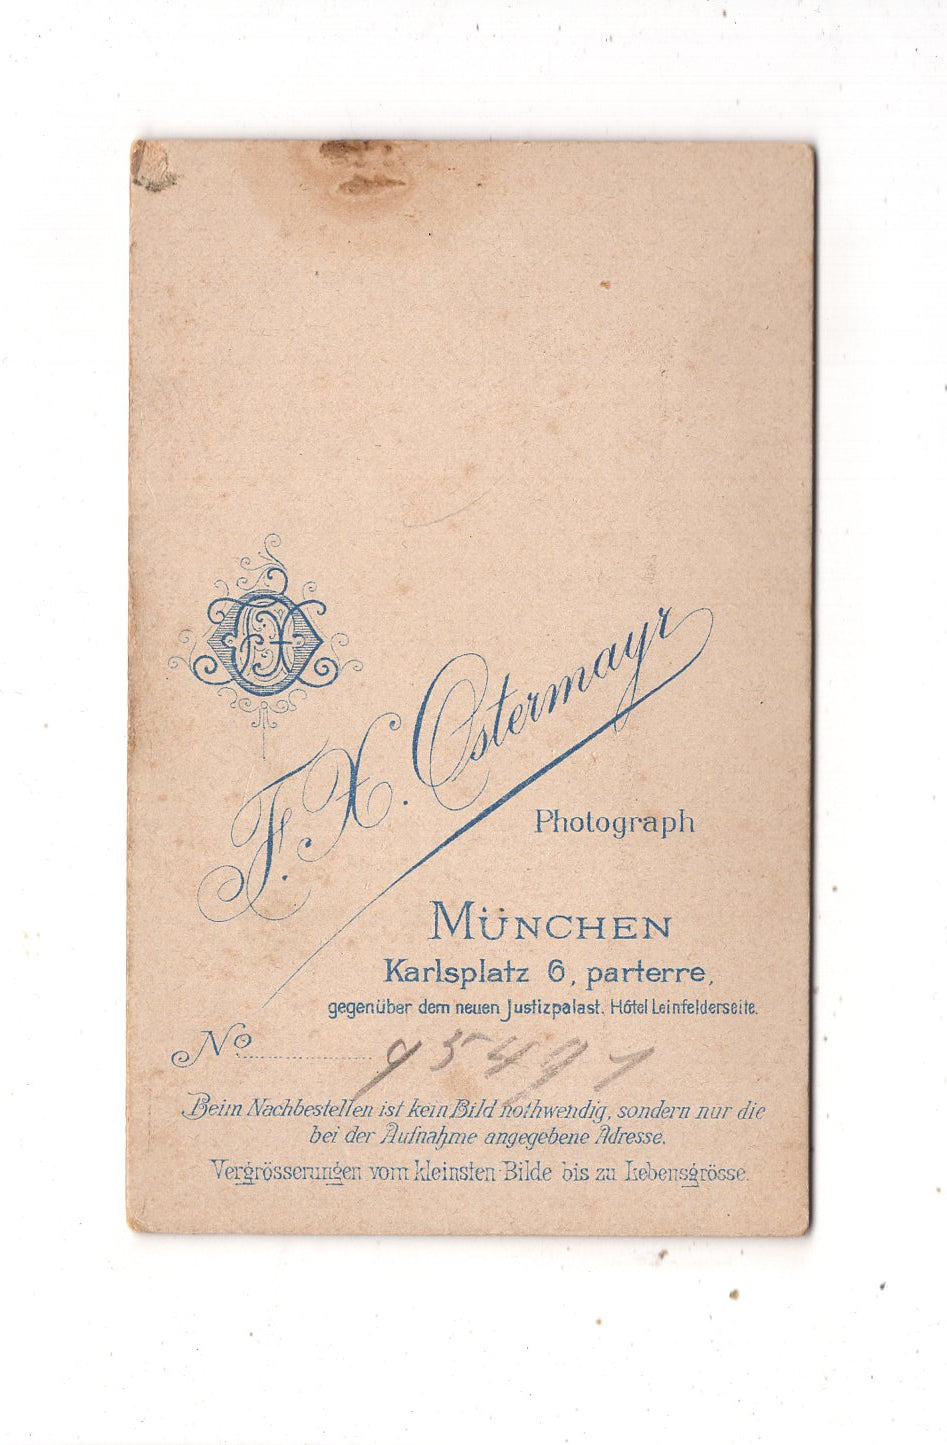 F. X. Ostermayr
Photograph
MÜNCHEN
Karlsplatz 6, parterre,
gegenüber dem neuen Justizpalast. Hôtel Leinfelderseite.
No
Beim Nachbestellen ist kein Bild nothwendig, sondern nur die
bei der Aufnahme angegebene Adresse.
Vergrösserungen vom kleinsten Bilde bis zu Lebensgrösse.